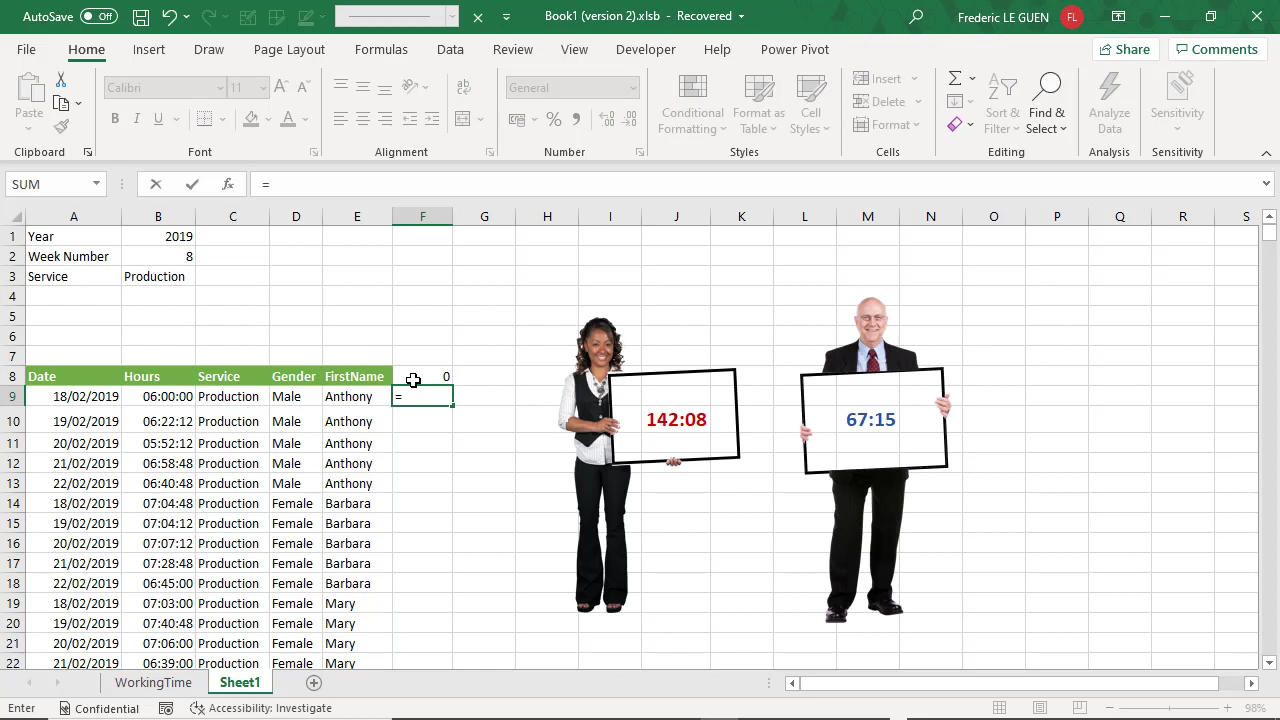 AutoSave Off
Book1 (version 2).xlsb - Recovered
Frederic LE GUEN FL
File Home Insert Draw Page Layout Formulas Data Review View Developer Help Power Pivot Share Comments
Paste
Calibri 11
B I U A
General
Conditional Formatting
Format as Table
Cell Styles
Insert
Delete
Format
Sort & Filter
Find & Select
Analyze Data
Sensitivity
Clipboard Font Alignment Number Styles Cells Editing Analysis Sensitivity
SUM fx =
A B C D E F G H I J K L M N O P Q R S
1 Year 2019
2 Week Number 8
3 Service Production
4
5
6
7
8 Date Hours Service Gender FirstName 0
9 18/02/2019 06:00:00 Production Male Anthony =
10 19/02/2019 06:22:12 Production Male Anthony
11 20/02/2019 05:52:12 Production Male Anthony
12 21/02/2019 06:58:48 Production Male Anthony
13 22/02/2019 06:40:48 Production Male Anthony
14 18/02/2019 07:04:48 Production Female Barbara
15 19/02/2019 07:04:12 Production Female Barbara
16 20/02/2019 07:07:12 Production Female Barbara
17 21/02/2019 07:28:48 Production Female Barbara
18 22/02/2019 06:45:00 Production Female Barbara
19 18/02/2019 07:03:00 Production Female Mary
20 19/02/2019 07:40:48 Production Female Mary
21 20/02/2019 07:06:00 Production Female Mary
22 21/02/2019 06:39:00 Production Female Mary
142:08
67:15
WorkingTime Sheet1
Enter Confidential Accessibility: Investigate 98%